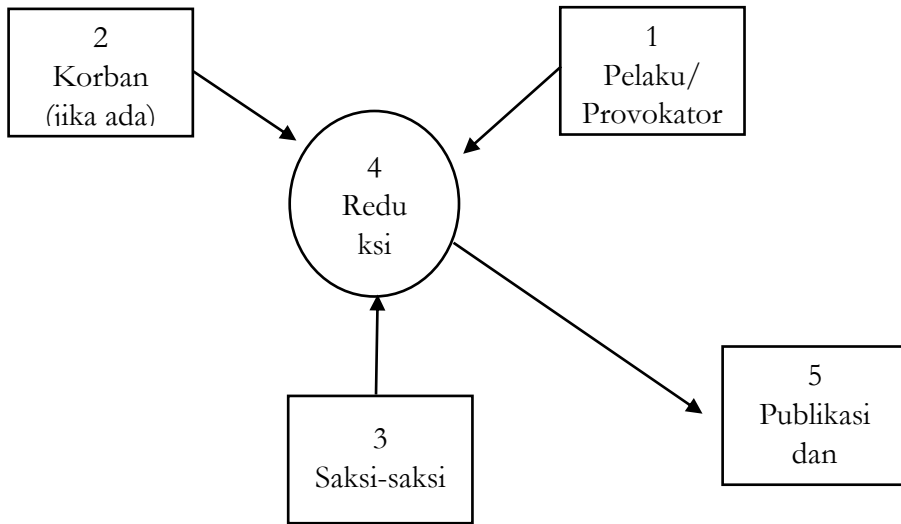 2
Korban
(jika ada)
1
Pelaku/
Provokator
4
Redu
ksi
3
Saksi-saksi
5
Publikasi
dan